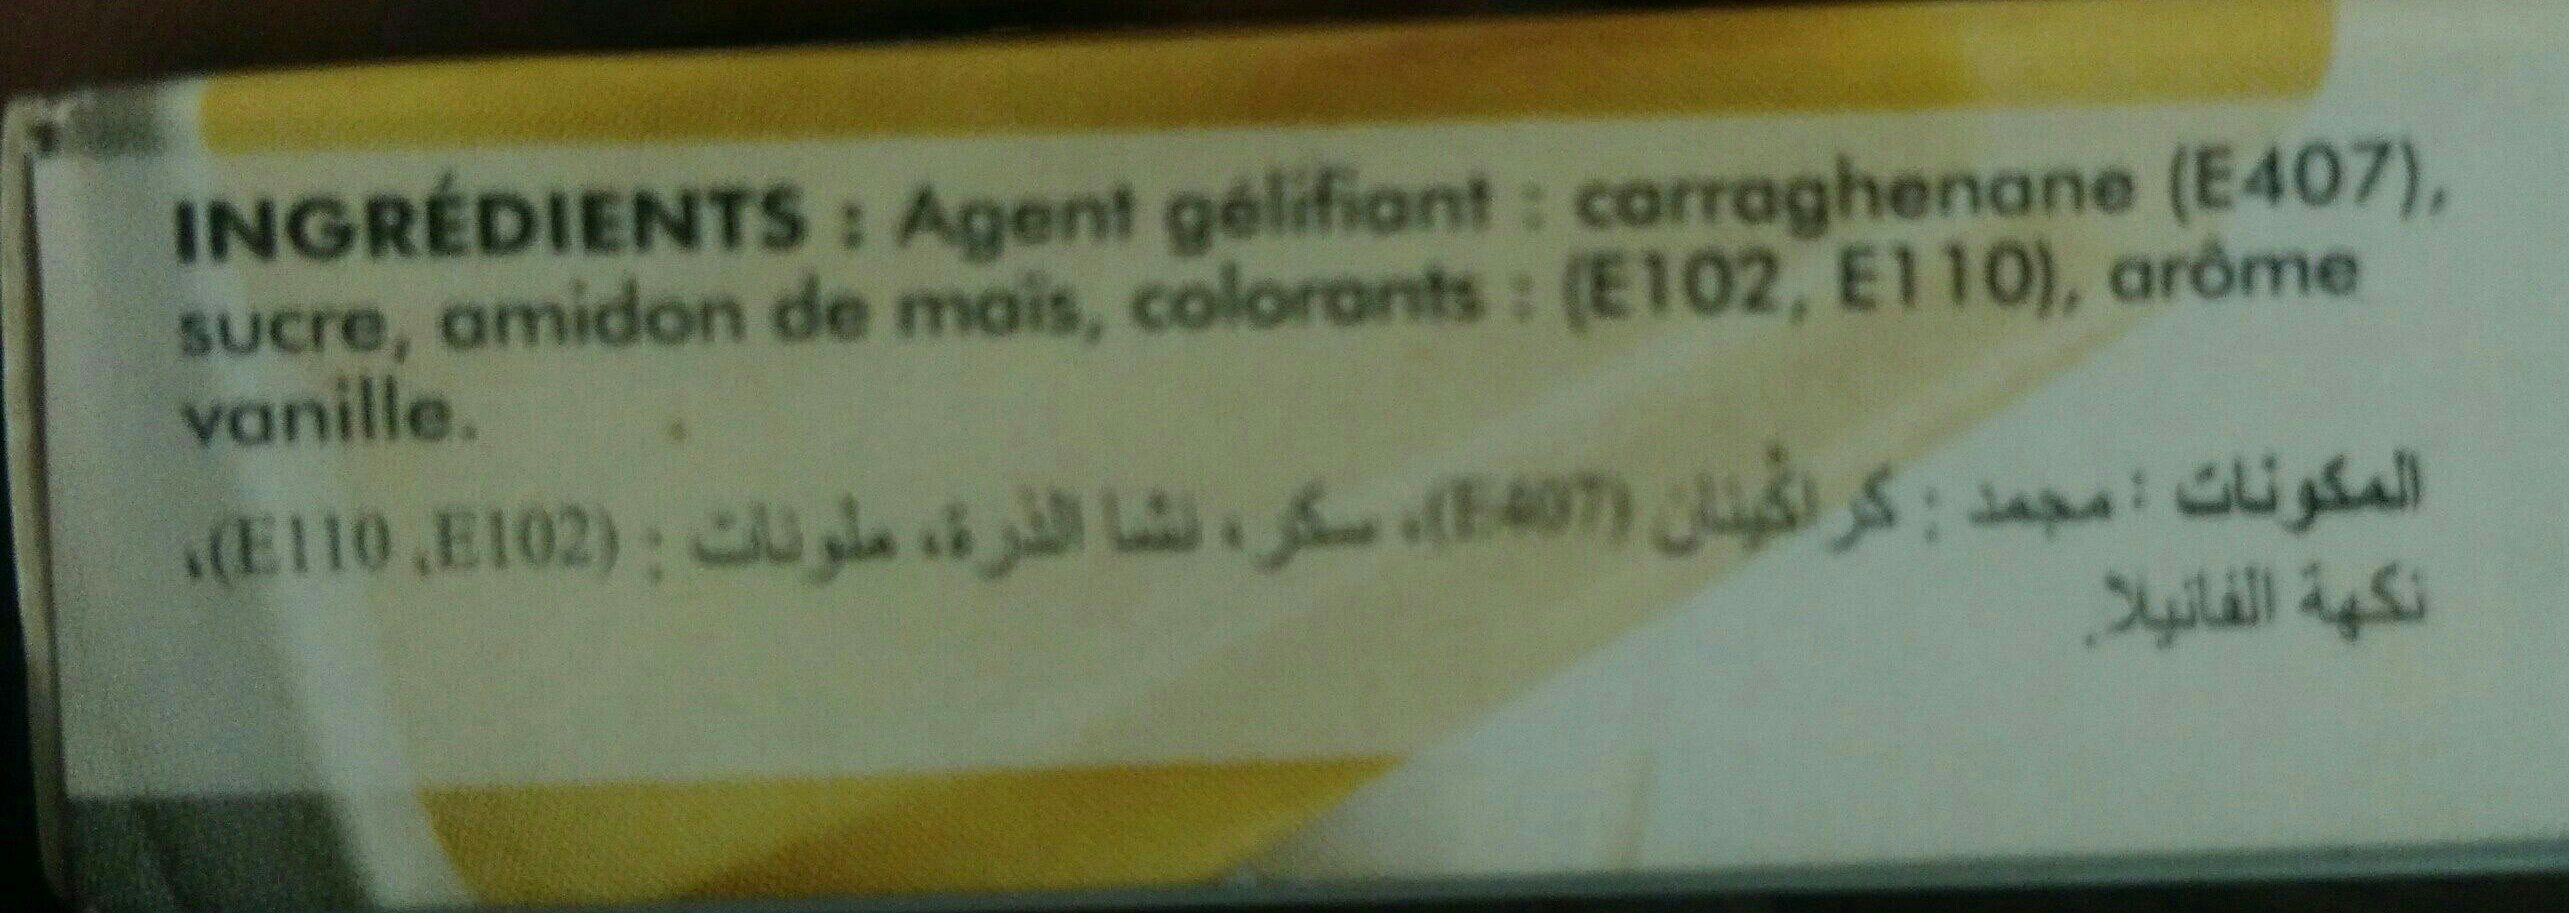 INGRÉDIENTS : Agent gélifiant : carraghenane (E407),
sucre, amidon de maïs, colorants : (E102, E110), arôme
vanille.
المكونات : مجمد : كر اڭينان (E407)، سكر، نشا الذرة، ملونات : (E110 ,E102)،
نكهة الفانيلا.